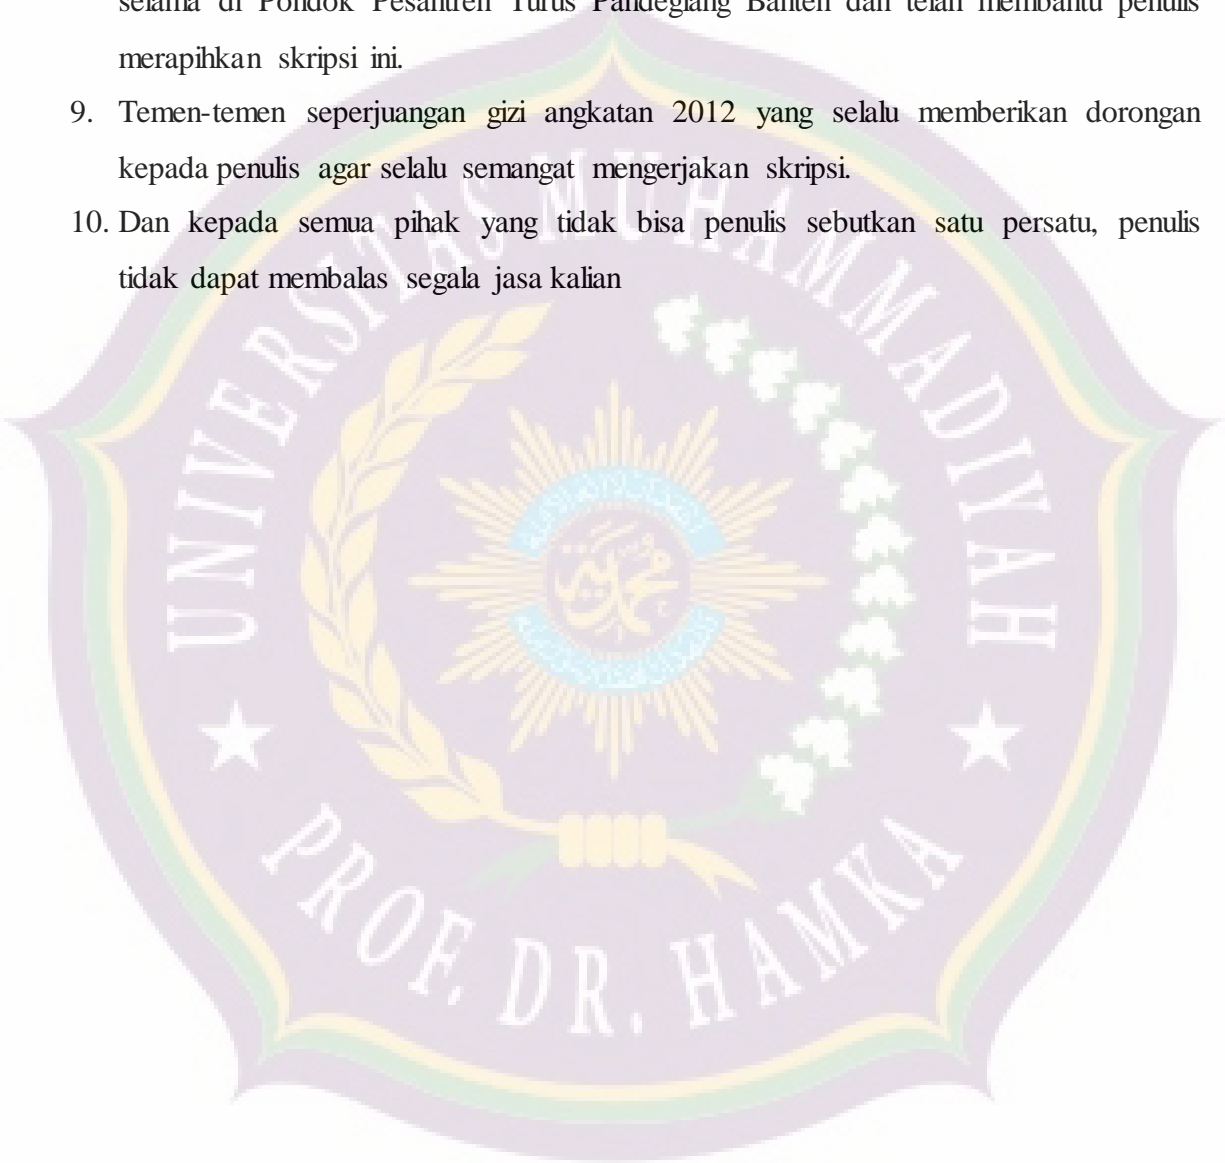 selama di Pondok Pesantren Turus Pandeglang Banten dan telah membantu penulis
merapihkan skripsi ini.
9. Temen-temen seperjuangan gizi angkatan 2012 yang selalu memberikan dorongan
kepada penulis agar selalu semangat mengerjakan skripsi.
10. Dan kepada semua pihak yang tidak bisa penulis sebutkan satu persatu, penulis
tidak dapat membalas segala jasa kalian
UNIVERSITAS MUHAMMADIYAH
محمدية
PROF. DR. HAMKA